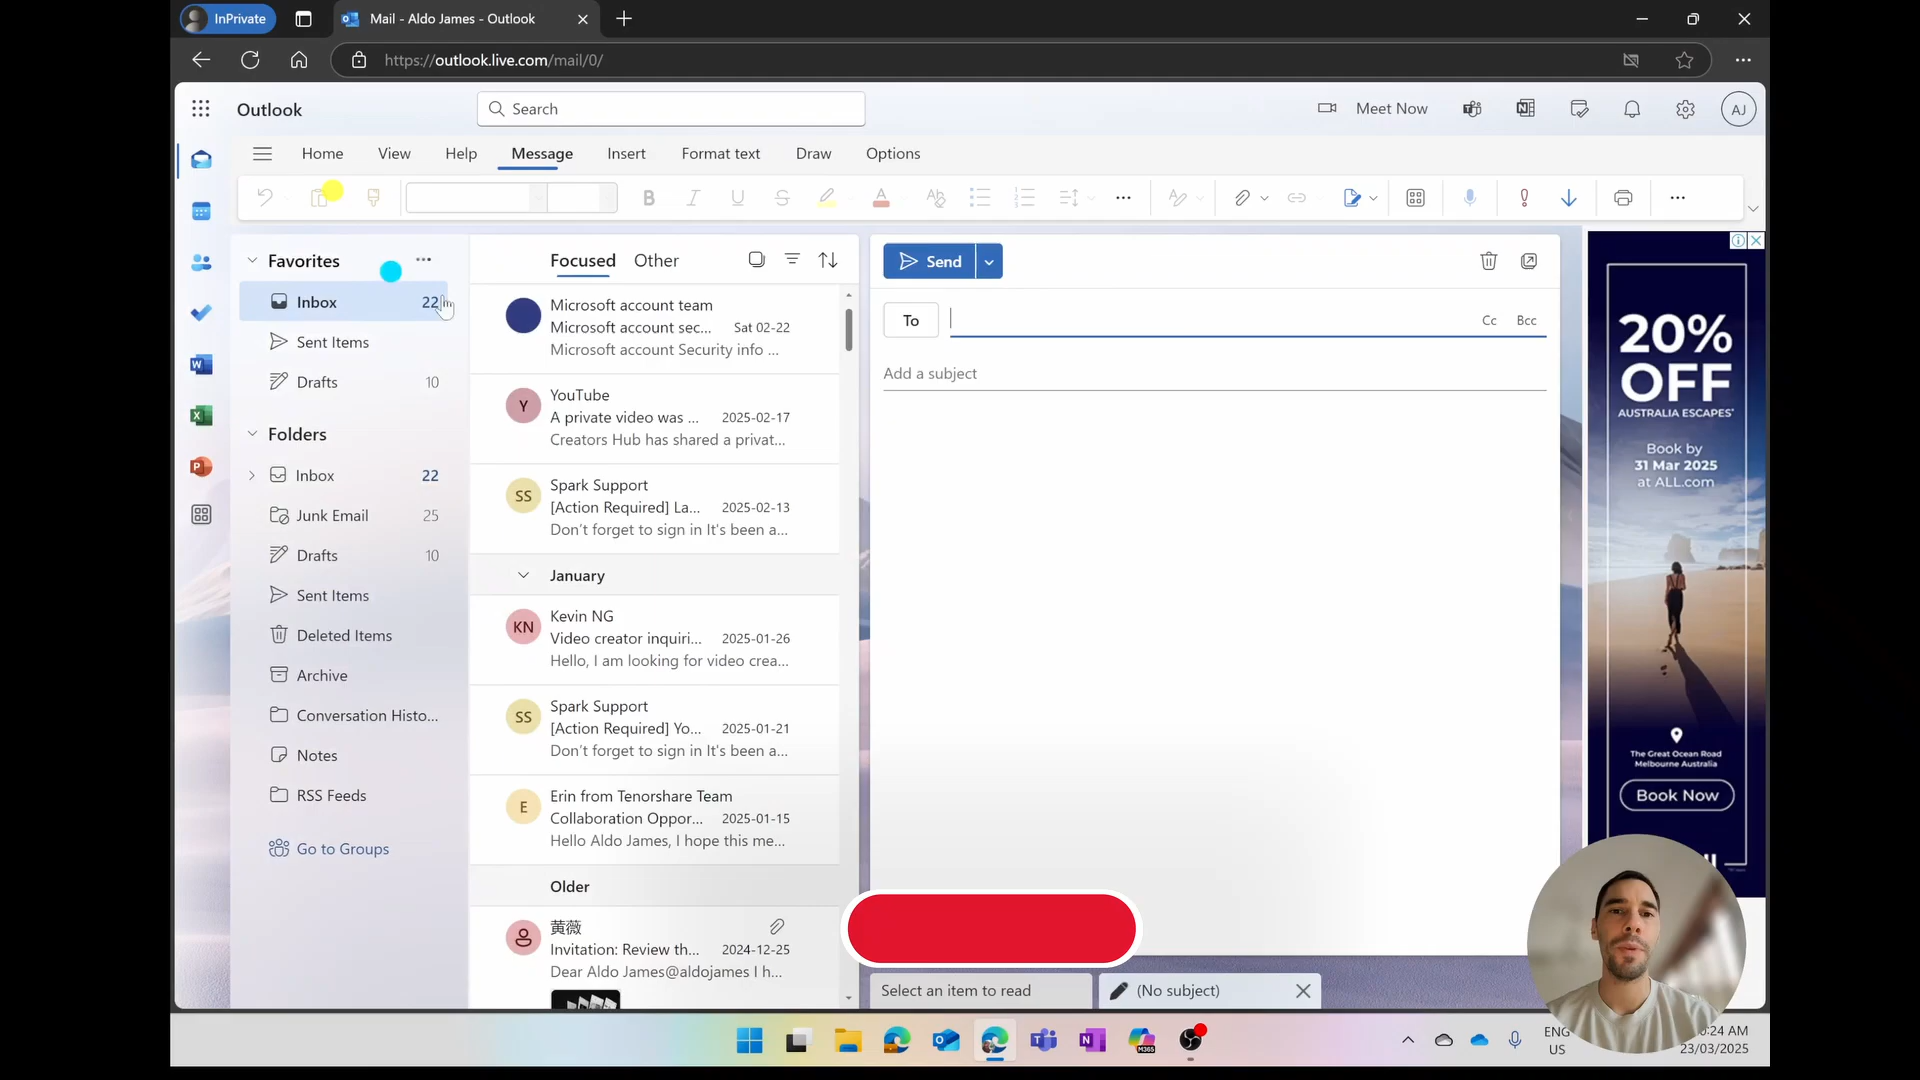 InPrivate
Mail - Aldo James - Outlook
https://outlook.live.com/mail/0/
Outlook
Search
Meet Now
AJ
Home View Help Message Insert Format text Draw Options
Favorites
Inbox 22
Sent Items
Drafts 10
Folders
Inbox 22
Junk Email 25
Drafts 10
Sent Items
Deleted Items
Archive
Conversation Histo...
Notes
RSS Feeds
Go to Groups
Focused Other
Microsoft account team
Microsoft account sec... Sat 02-22
Microsoft account Security info ...
Y
YouTube
A private video was ... 2025-02-17
Creators Hub has shared a privat...
SS
Spark Support
[Action Required] La... 2025-02-13
Don't forget to sign in It's been a...
January
KN
Kevin NG
Video creator inquiri... 2025-01-26
Hello, I am looking for video crea...
SS
Spark Support
[Action Required] Yo... 2025-01-21
Don't forget to sign in It's been a...
E
Erin from Tenorshare Team
Collaboration Oppor... 2025-01-15
Hello Aldo James, I hope this me...
Older
黄薇
Invitation: Review th... 2024-12-25
Dear Aldo James@aldojames I h...
Send
To
Cc Bcc
Add a subject
Select an item to read
(No subject)
20%
OFF
AUSTRALIA ESCAPES*
Book by
31 Mar 2025
at ALL.com
The Great Ocean Road
Melbourne Australia
Book Now
ENG
US
0:24 AM
23/03/2025